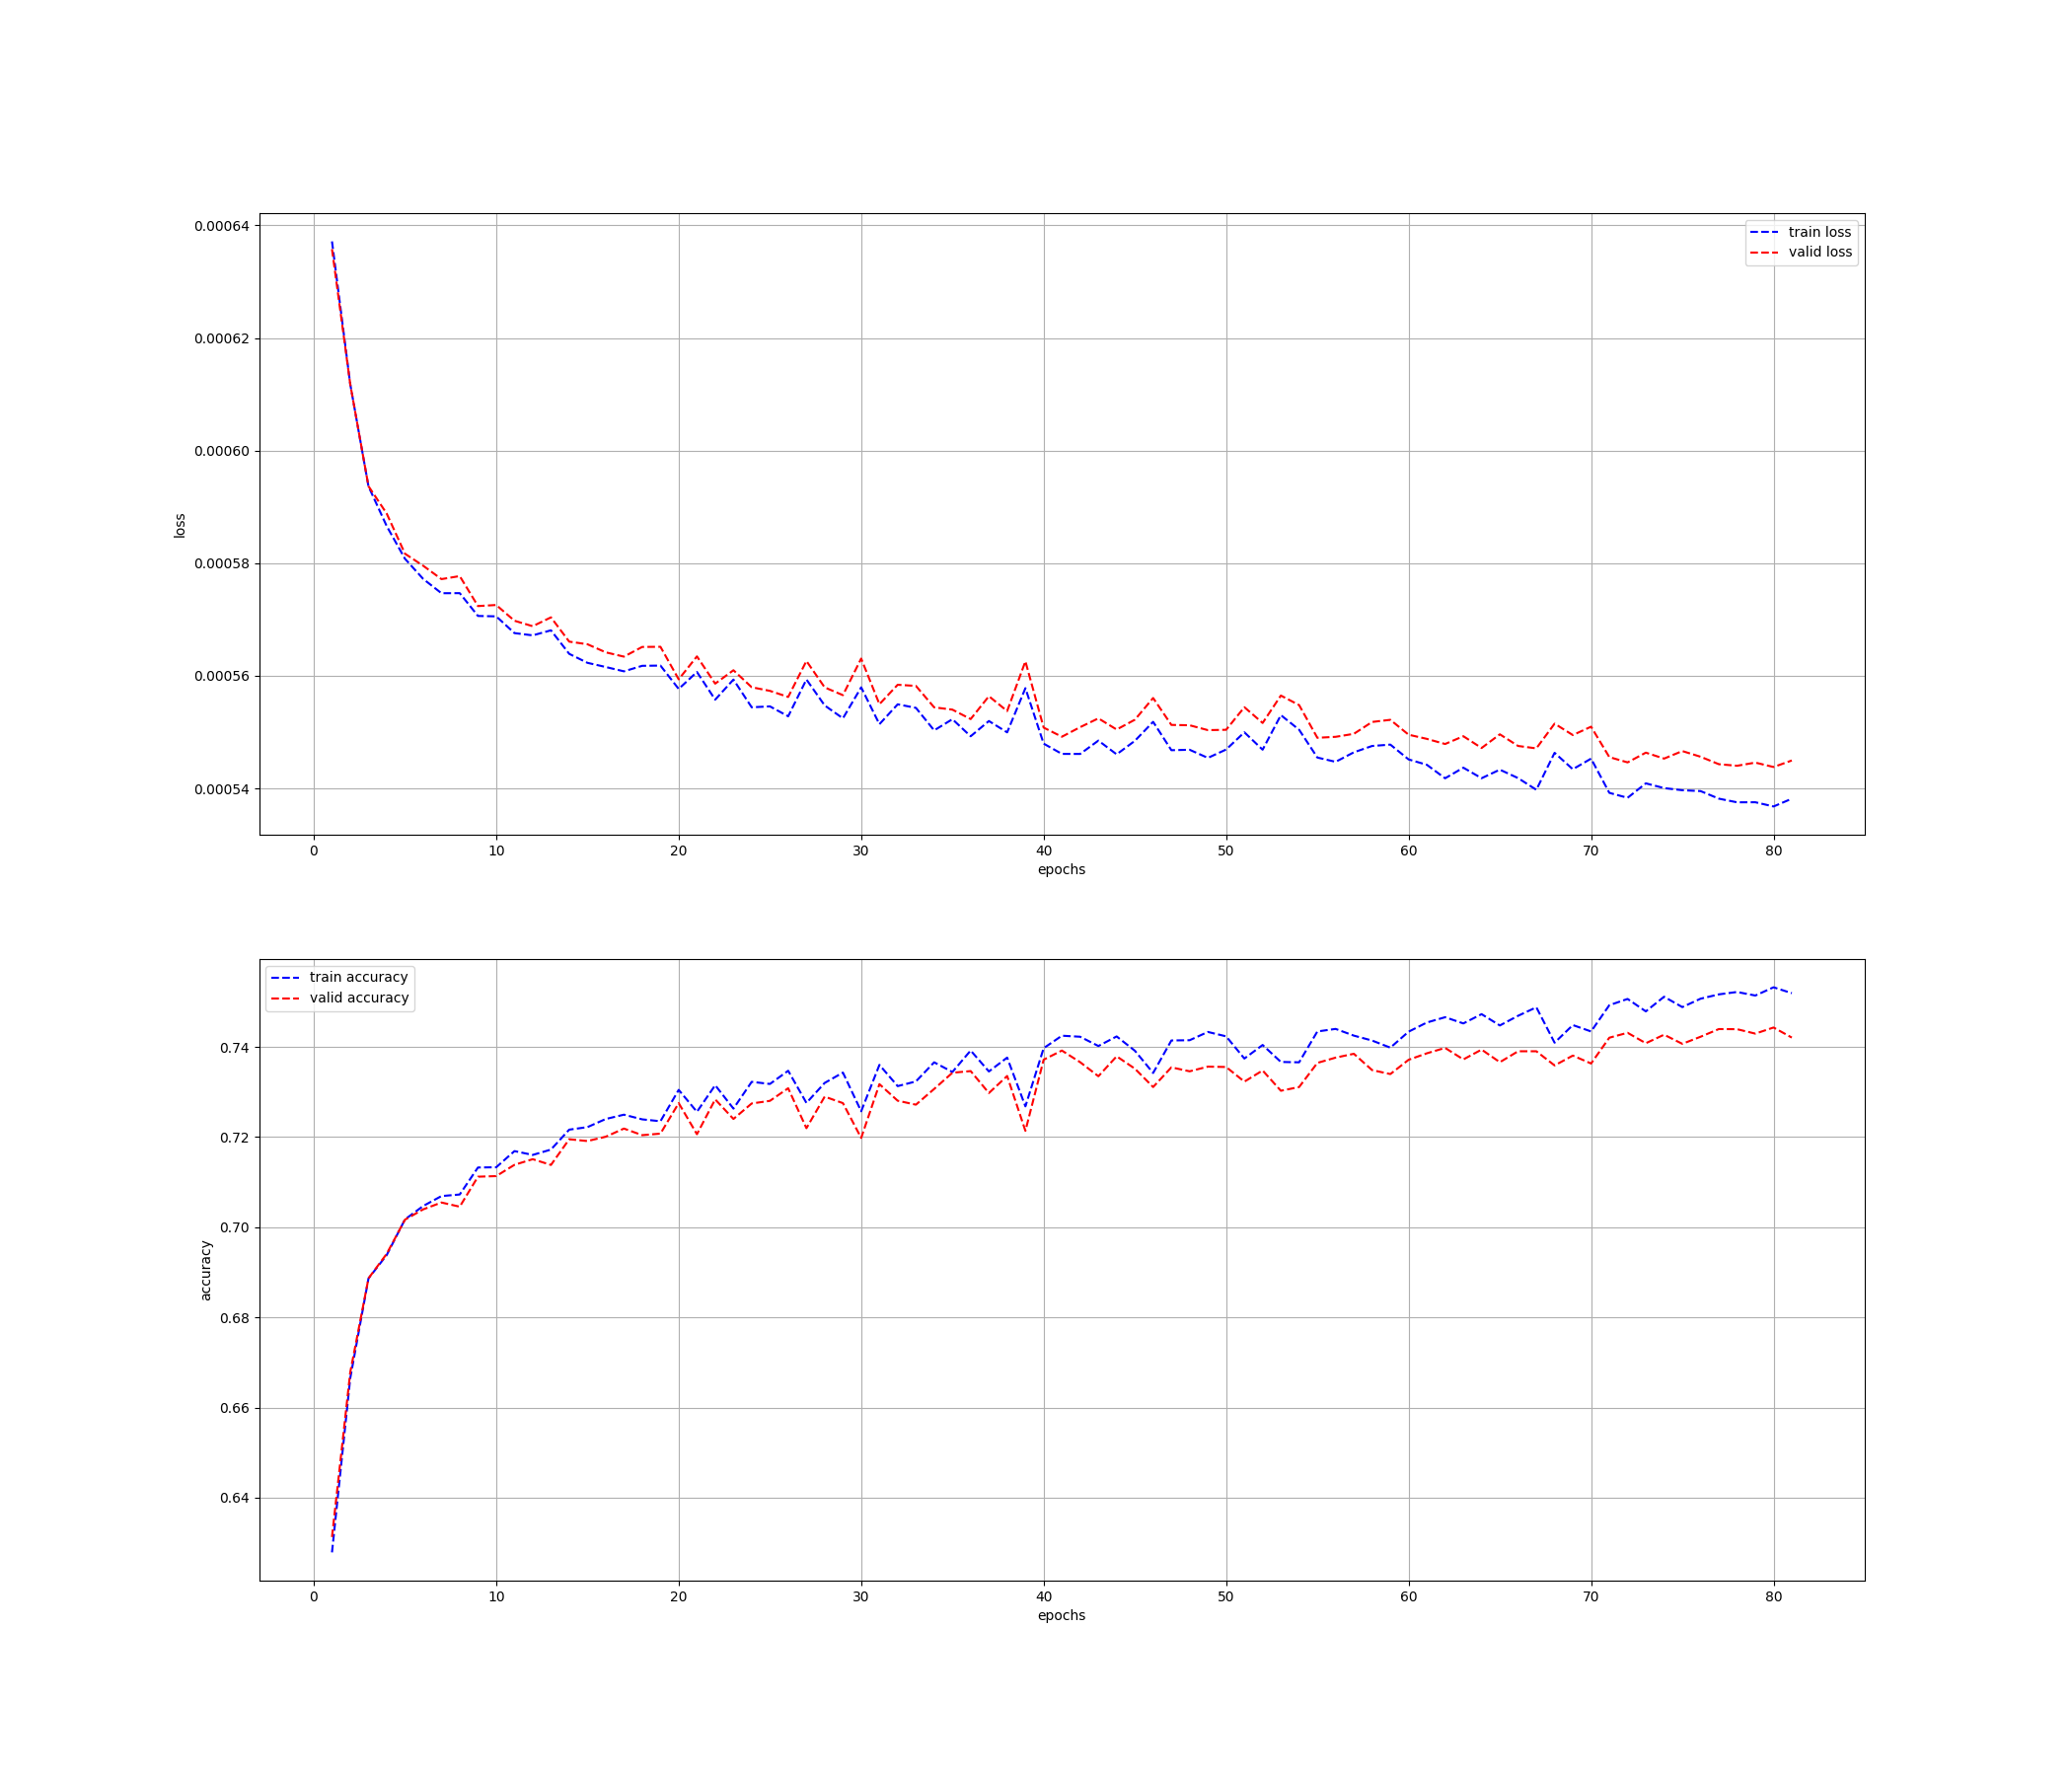 0.00064
0.00062
0.00060
0.00058
0.00056
0.00054
loss
train loss
valid loss
0 10 20 30 40 50 60 70 80
epochs
train accuracy
valid accuracy
0.74
0.72
0.70
0.68
0.66
0.64
accuracy
0 10 20 30 40 50 60 70 80
epochs